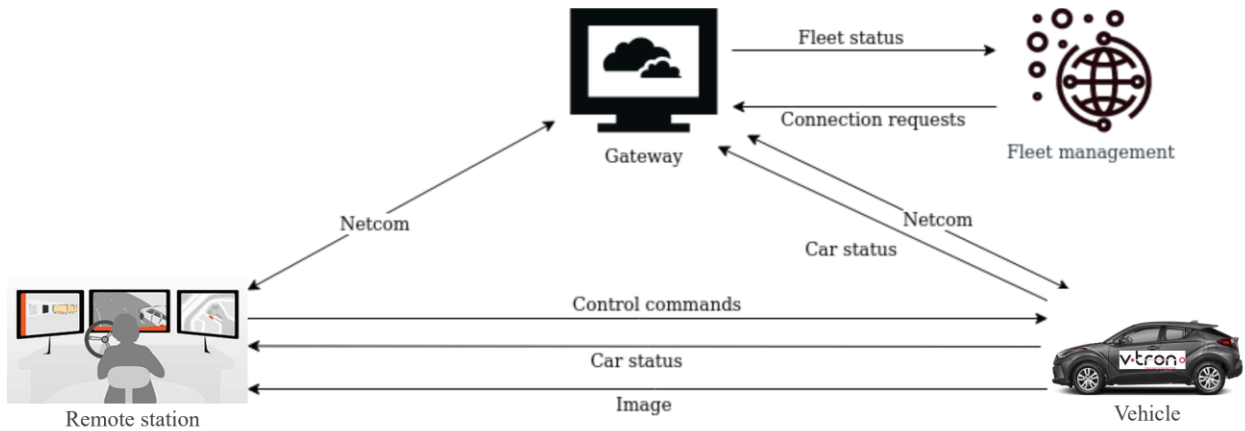 Fleet status
Connection requests
Gateway
Fleet management
Netcom
Netcom
Car status
Control commands
Car status
Image
v-tron
Remote station
Vehicle